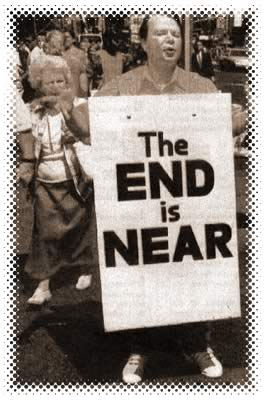 The
END
is
NEAR